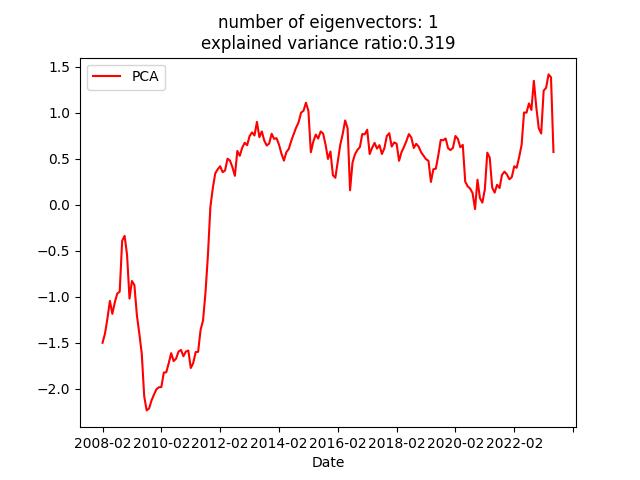 number of eigenvectors: 1
explained variance ratio:0.319
PCA
1.5
1.0
0.5
0.0
−0.5
−1.0
−1.5
−2.0
2008-02 2010-02 2012-02 2014-02 2016-02 2018-02 2020-02 2022-02
Date